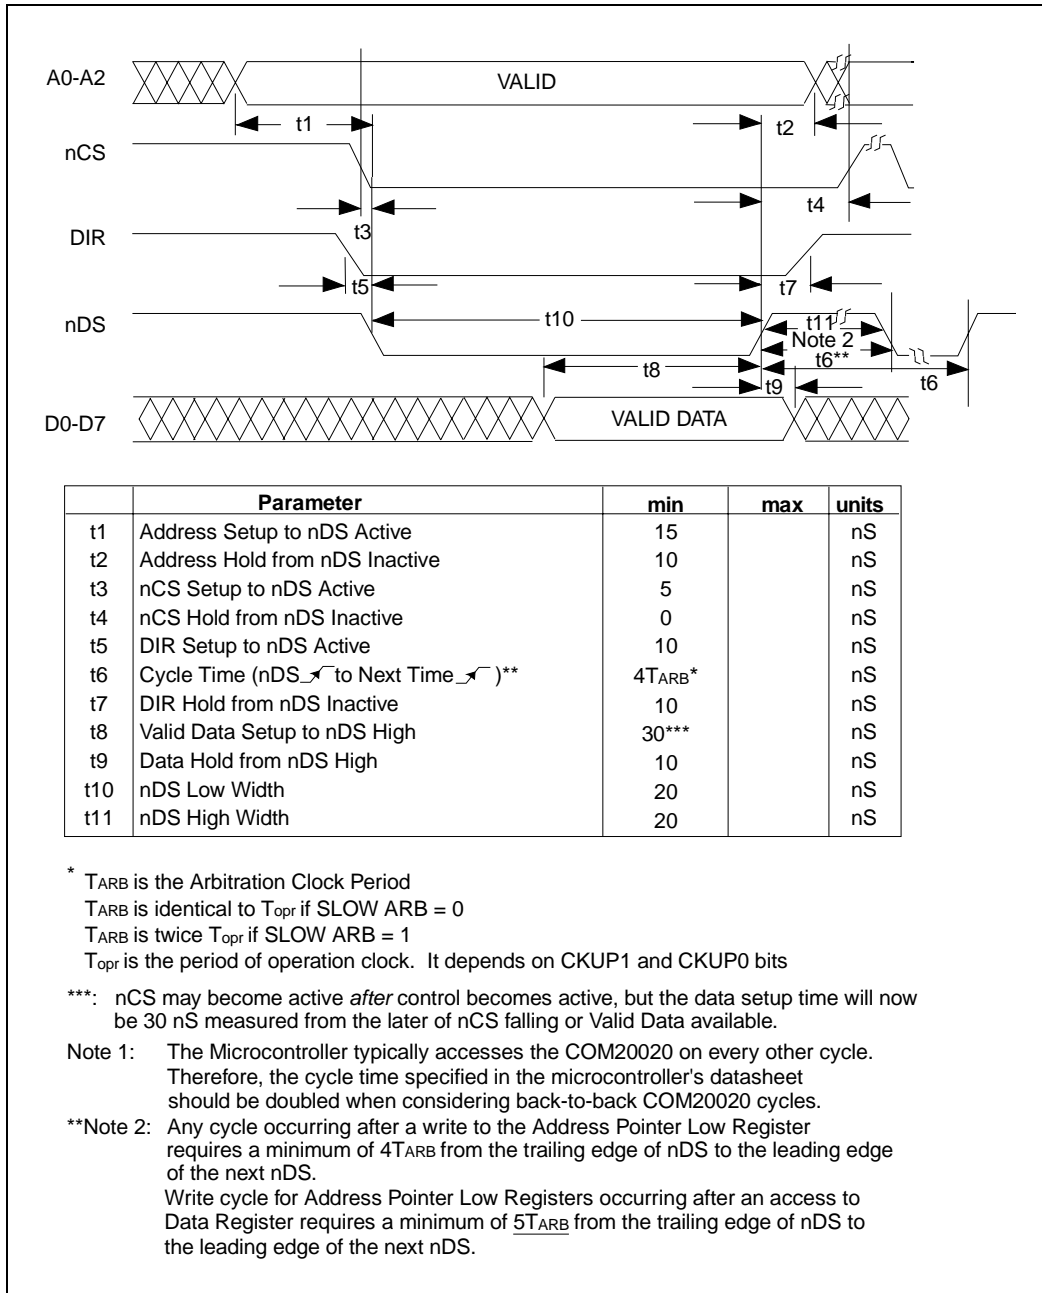 A0-A2
VALID
t1
t2
nCS
t3
t4
DIR
t5
t7
nDS
t10
t11
Note 2
t6**
t8
t9
t6
D0-D7
VALID DATA
Parameter min max units
t1 Address Setup to nDS Active 15 nS
t2 Address Hold from nDS Inactive 10 nS
t3 nCS Setup to nDS Active 5 nS
t4 nCS Hold from nDS Inactive 0 nS
t5 DIR Setup to nDS Active 10 nS
t6 Cycle Time (nDS to Next Time )** 4TARB* nS
t7 DIR Hold from nDS Inactive 10 nS
t8 Valid Data Setup to nDS High 30*** nS
t9 Data Hold from nDS High 10 nS
t10 nDS Low Width 20 nS
t11 nDS High Width 20 nS
* TARB is the Arbitration Clock Period
TARB is identical to Topr if SLOW ARB = 0
TARB is twice Topr if SLOW ARB = 1
Topr is the period of operation clock. It depends on CKUP1 and CKUP0 bits
***: nCS may become active after control becomes active, but the data setup time will now
be 30 nS measured from the later of nCS falling or Valid Data available.
Note 1: The Microcontroller typically accesses the COM20020 on every other cycle.
Therefore, the cycle time specified in the microcontroller's datasheet
should be doubled when considering back-to-back COM20020 cycles.
**Note 2: Any cycle occurring after a write to the Address Pointer Low Register
requires a minimum of 4TARB from the trailing edge of nDS to the leading edge
of the next nDS.
Write cycle for Address Pointer Low Registers occurring after an access to
Data Register requires a minimum of 5TARB from the trailing edge of nDS to
the leading edge of the next nDS.